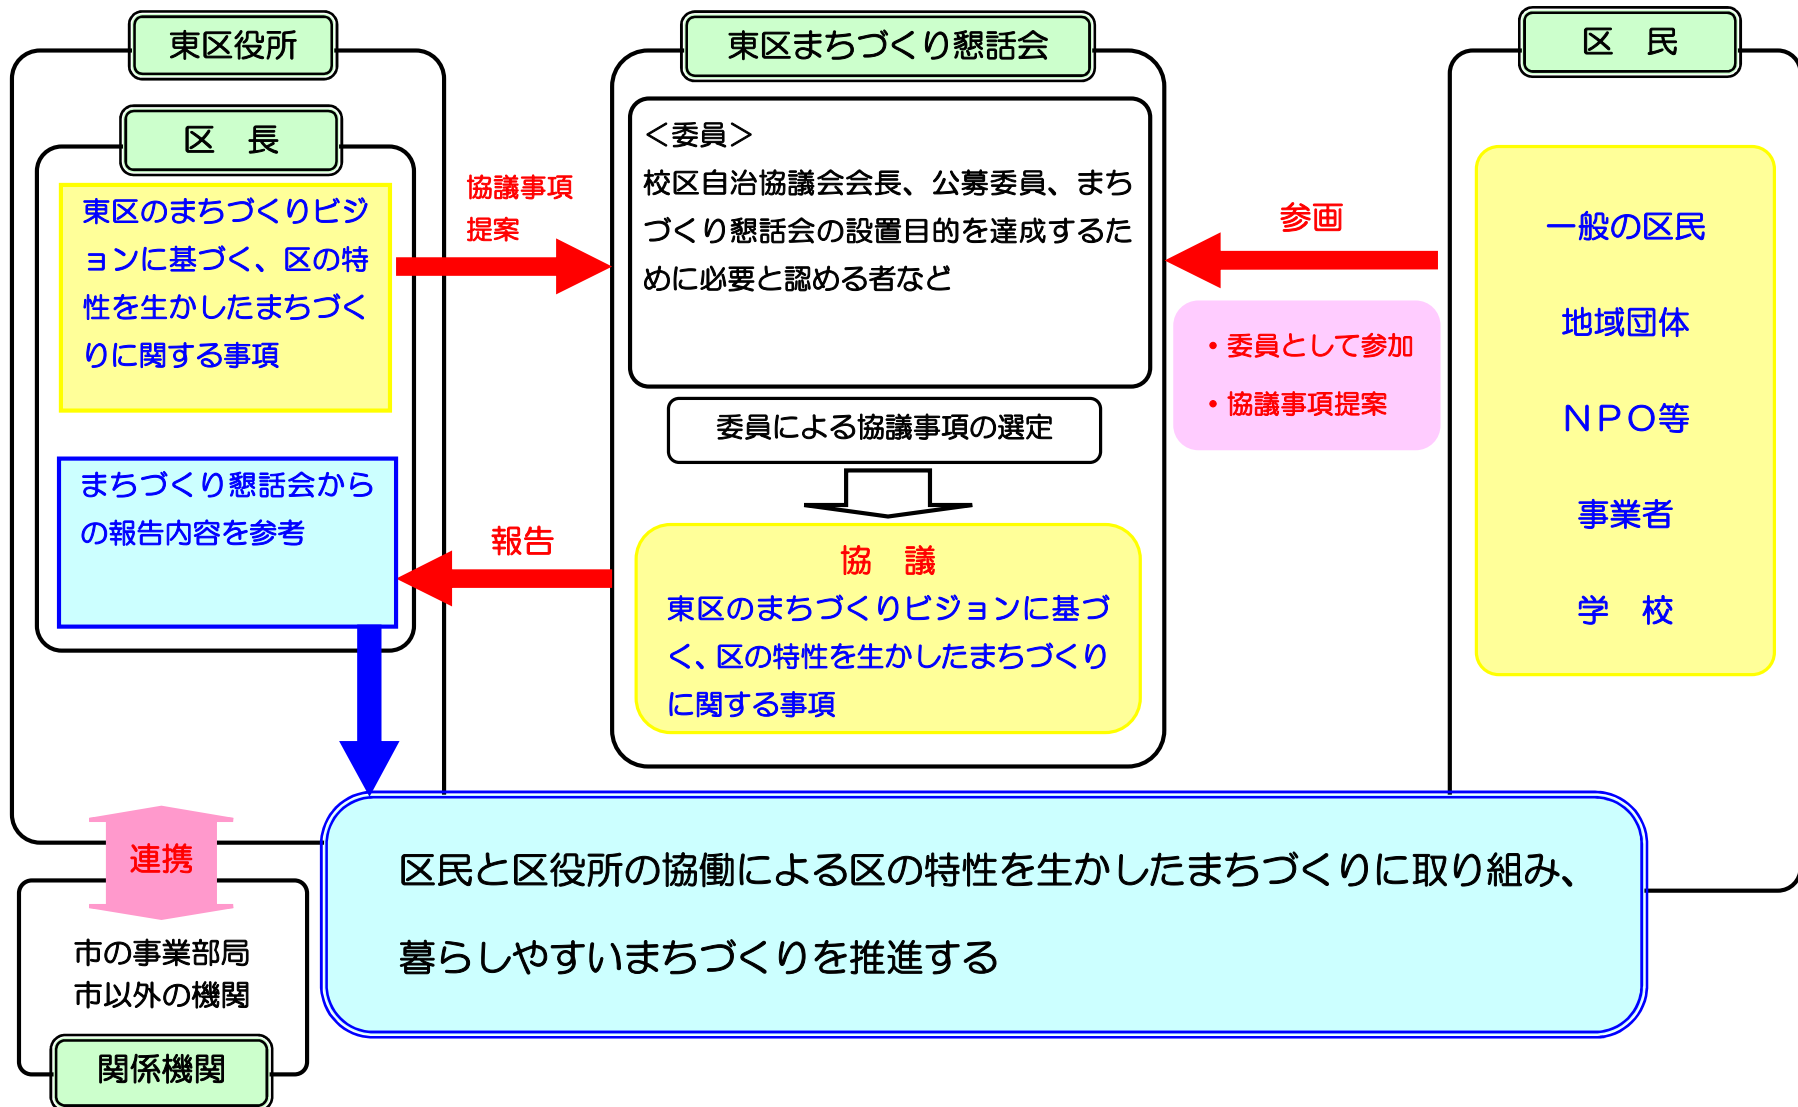 東区役所
区　長
東区のまちづくりビジ
ョンに基づく、区の特
性を生かしたまちづく
りに関する事項
まちづくり懇話会から
の報告内容を参考
協議事項
提案
報告
東区まちづくり懇話会
＜委員＞
校区自治協議会会長、公募委員、まち
づくり懇話会の設置目的を達成するた
めに必要と認める者など
委員による協議事項の選定
協　議
東区のまちづくりビジョンに基づ
く、区の特性を生かしたまちづくり
に関する事項
参画
・委員として参加
・協議事項提案
区　民
一般の区民
地域団体
ＮＰＯ等
事業者
学　校
連携
市の事業部局
市以外の機関
関係機関
区民と区役所の協働による区の特性を生かしたまちづくりに取り組み、
暮らしやすいまちづくりを推進する